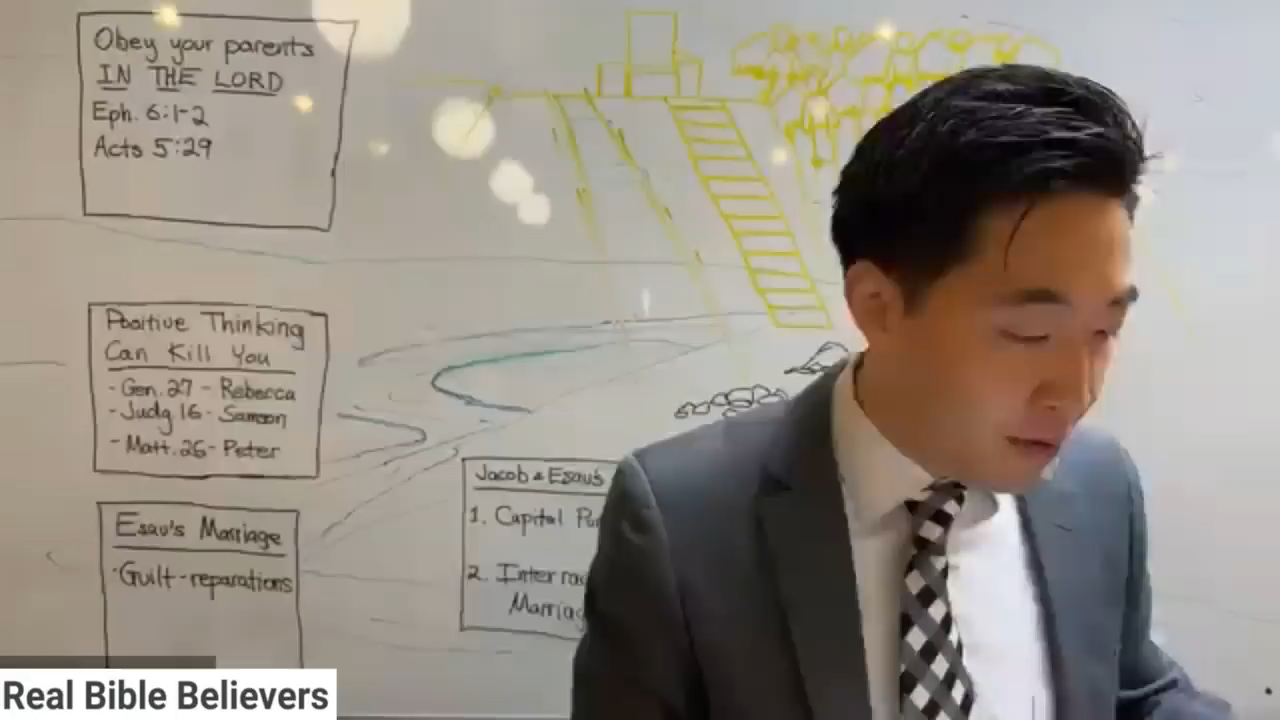 Obey your parents
IN THE LORD
Eph. 6:1-2
Acts 5:29
Positive Thinking
Can Kill You
- Gen. 27 - Rebecca
- Judg 16 - Samson
- Matt. 26 - Peter
Esau's Marriage
· Guilt - reparations
Jacob & Esau's
1. Capital
2. Inter
Marriag
Real Bible Believers